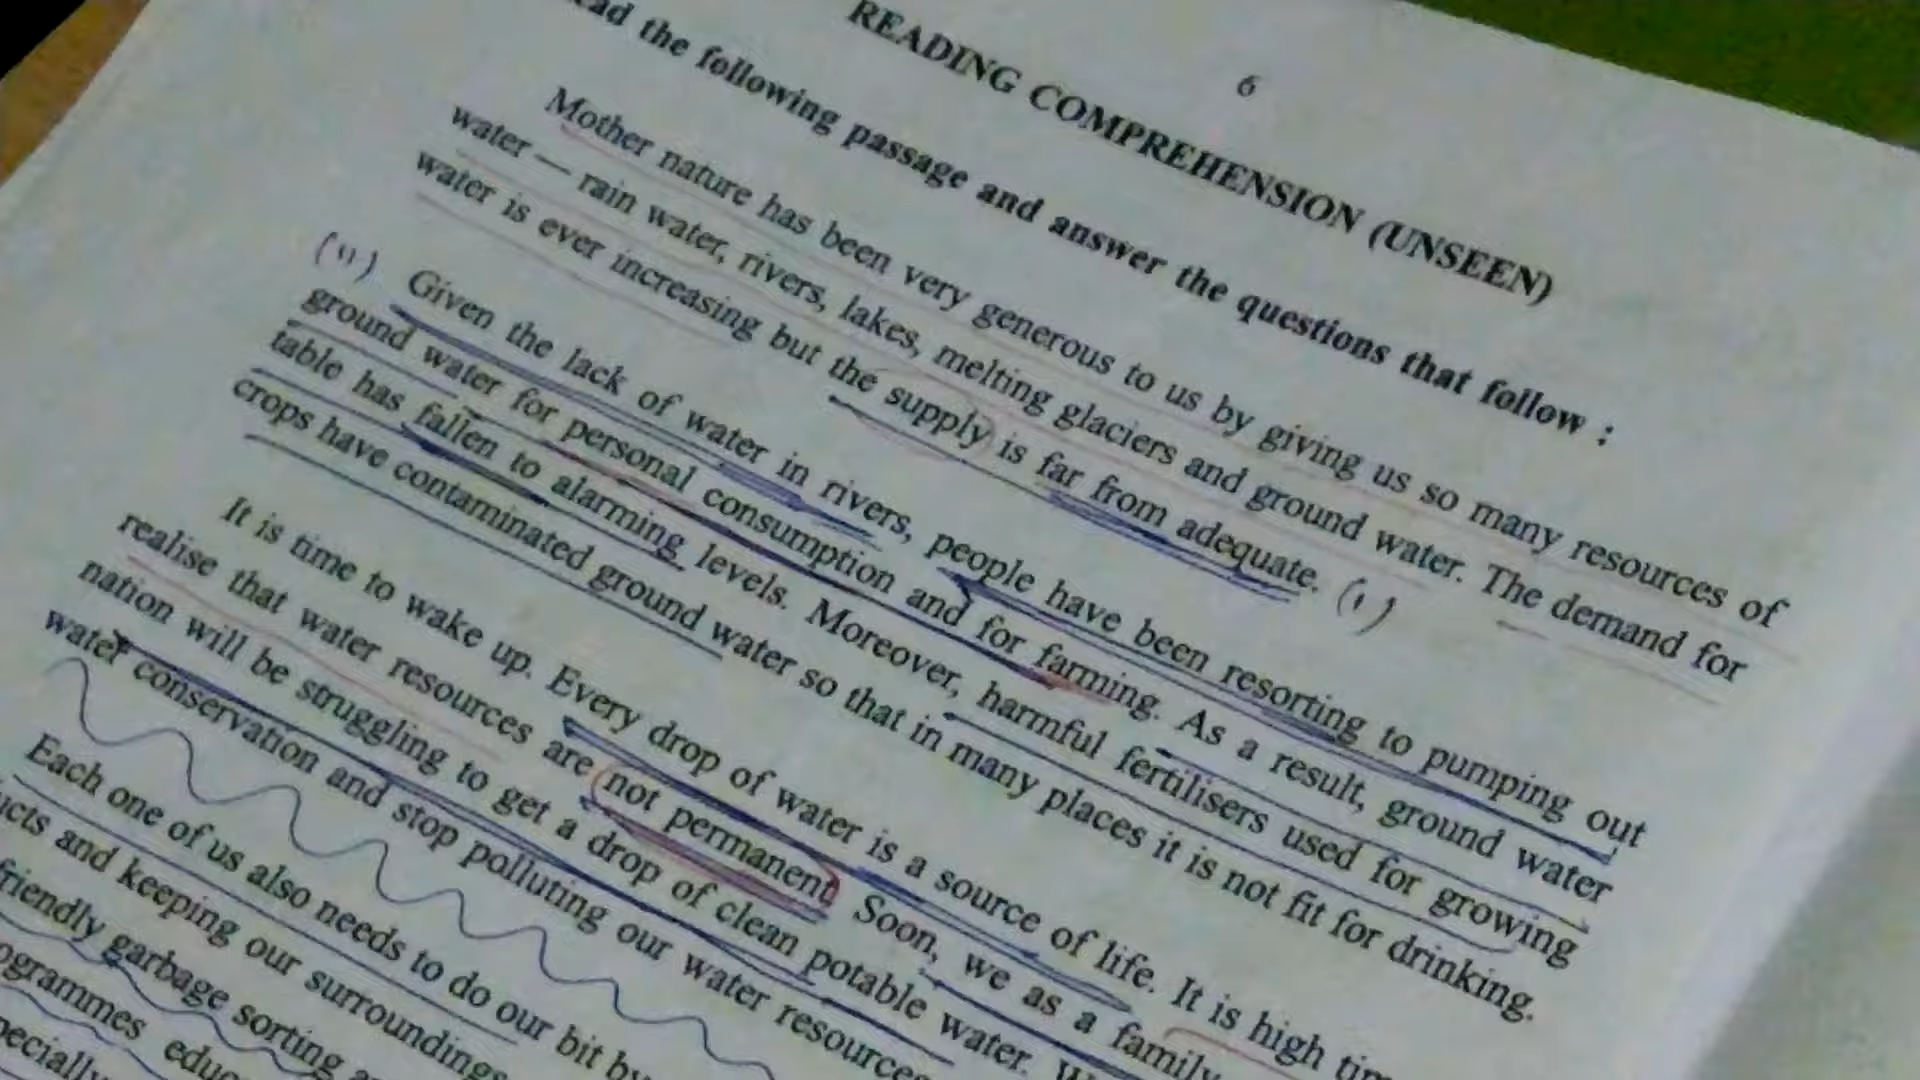 6
READING COMPREHENSION (UNSEEN)
the following passage and answer the questions that follow :
Mother nature has been very generous to us by giving us so many resources of
water — rain water, rivers, lakes, melting glaciers and ground water. The demand for
water is ever increasing but the supply is far from adequate. (i)
(ii) Given the lack of water in rivers, people have been resorting to pumping out
ground water for personal consumption and for farming. As a result, ground water
table has fallen to alarming levels. Moreover, harmful fertilisers used for growing
crops have contaminated ground water so that in many places it is not fit for drinking.
It is time to wake up. Every drop of water is a source of life. It is high
realise that water resources are not permanent. Soon, we as a family
nation will be struggling to get a drop of clean potable water.
water conservation and stop polluting our water resources
Each one of us also needs to do our bit by
and keeping our surroundings
friendly garbage sorting